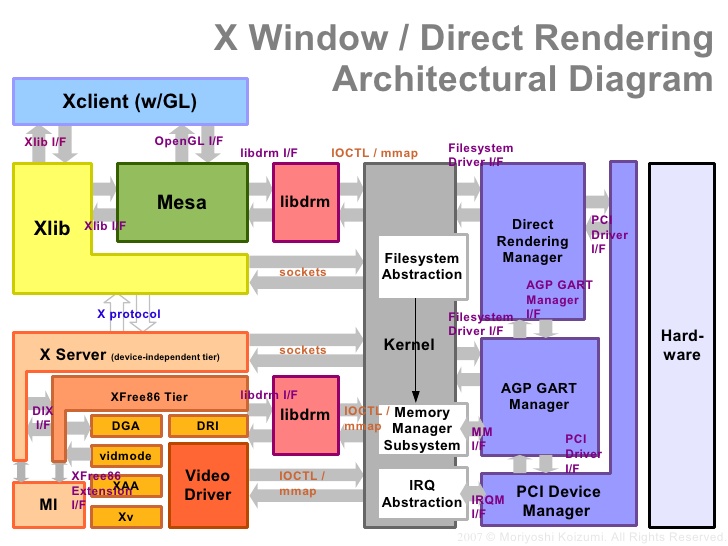 X Window / Direct Rendering
Architectural Diagram
Xclient (w/GL)
Xlib I/F
OpenGL I/F
libdrm I/F
IOCTL / mmap
Filesystem
Driver I/F
Xlib
Mesa
Xlib I/F
libdrm
Filesystem
Abstraction
Direct
Rendering
Manager
PCI
Driver
I/F
sockets
AGP GART
Manager
I/F
X protocol
Filesystem
Driver I/F
Kernel
Hard-
ware
X Server (device-independent tier)
sockets
XFree86 Tier
libdrm I/F
AGP GART
Manager
DIX
I/F
DGA
DRI
libdrm
IOCTL /
mmap
Memory
Manager
Subsystem
MM
I/F
PCI
Driver
I/F
vidmode
XFree86
Extension
I/F
XAA
Xv
Video
Driver
IOCTL /
mmap
IRQ
Abstraction
IRQM
I/F
PCI Device
Manager
MI
2007 © Moriyoshi Koizumi. All Rights Reserved.